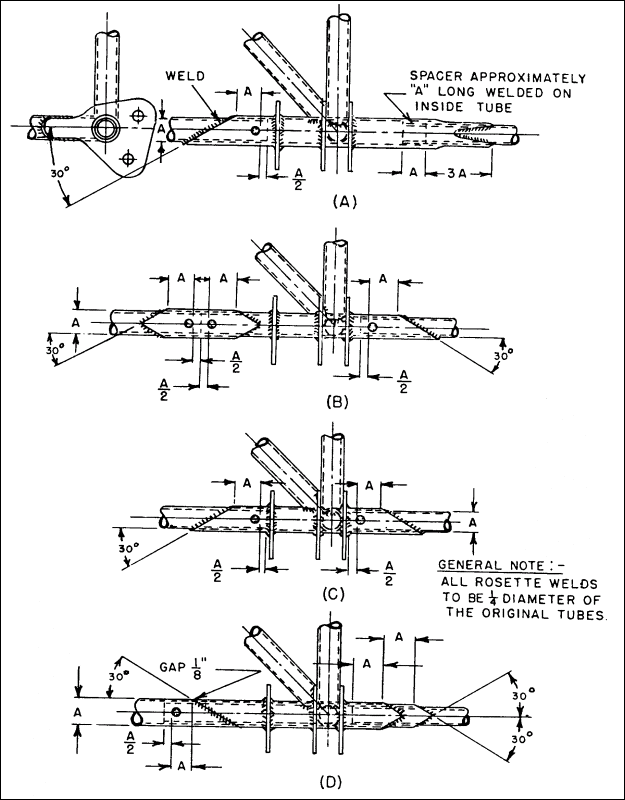 WELD
A
SPACER APPROXIMATELY
"A" LONG WELDED ON
INSIDE TUBE
A
30°
A/2
A
3A
(A)
A
A
A
A
30°
A/2
A/2
A/2
30°
(B)
A
A
A
30°
A/2
A/2
(C)
GENERAL NOTE:-
ALL ROSETTE WELDS
TO BE 1/4 DIAMETER OF
THE ORIGINAL TUBES.
30°
GAP 1/8"
A
A
A
30°
30°
A/2
A
(D)